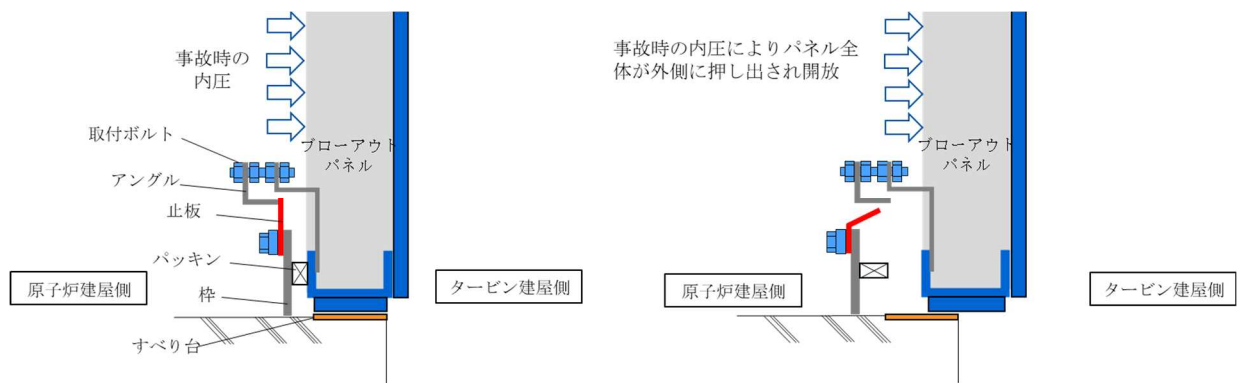 事故時の
内圧
取付ボルト
アングル
止板
パッキン
枠
すべり台
ブローアウト
パネル
原子炉建屋側
タービン建屋側
事故時の内圧によりパネル全
体が外側に押し出され開放
ブローアウト
パネル
原子炉建屋側
タービン建屋側